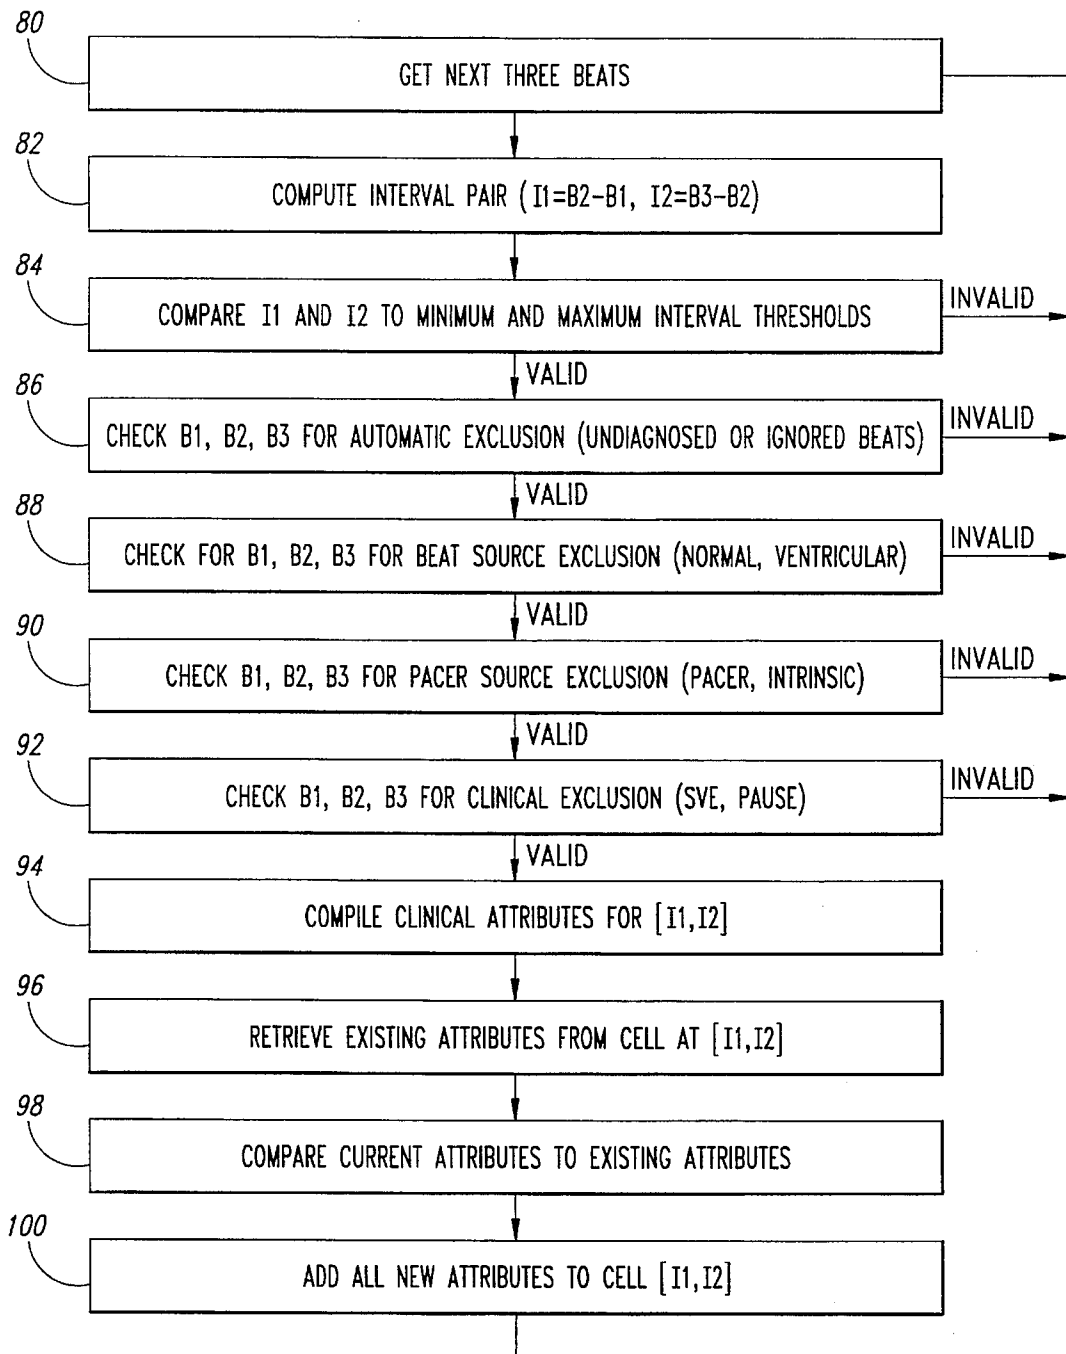 80
GET NEXT THREE BEATS
82
COMPUTE INTERVAL PAIR (I1=B2-B1, I2=B3-B2)
84
COMPARE I1 AND I2 TO MINIMUM AND MAXIMUM INTERVAL THRESHOLDS
INVALID
VALID
86
CHECK B1, B2, B3 FOR AUTOMATIC EXCLUSION (UNDIAGNOSED OR IGNORED BEATS)
INVALID
VALID
88
CHECK FOR B1, B2, B3 FOR BEAT SOURCE EXCLUSION (NORMAL, VENTRICULAR)
INVALID
VALID
90
CHECK B1, B2, B3 FOR PACER SOURCE EXCLUSION (PACER, INTRINSIC)
INVALID
VALID
92
CHECK B1, B2, B3 FOR CLINICAL EXCLUSION (SVE, PAUSE)
INVALID
VALID
94
COMPILE CLINICAL ATTRIBUTES FOR [I1,I2]
96
RETRIEVE EXISTING ATTRIBUTES FROM CELL AT [I1,I2]
98
COMPARE CURRENT ATTRIBUTES TO EXISTING ATTRIBUTES
100
ADD ALL NEW ATTRIBUTES TO CELL [I1,I2]